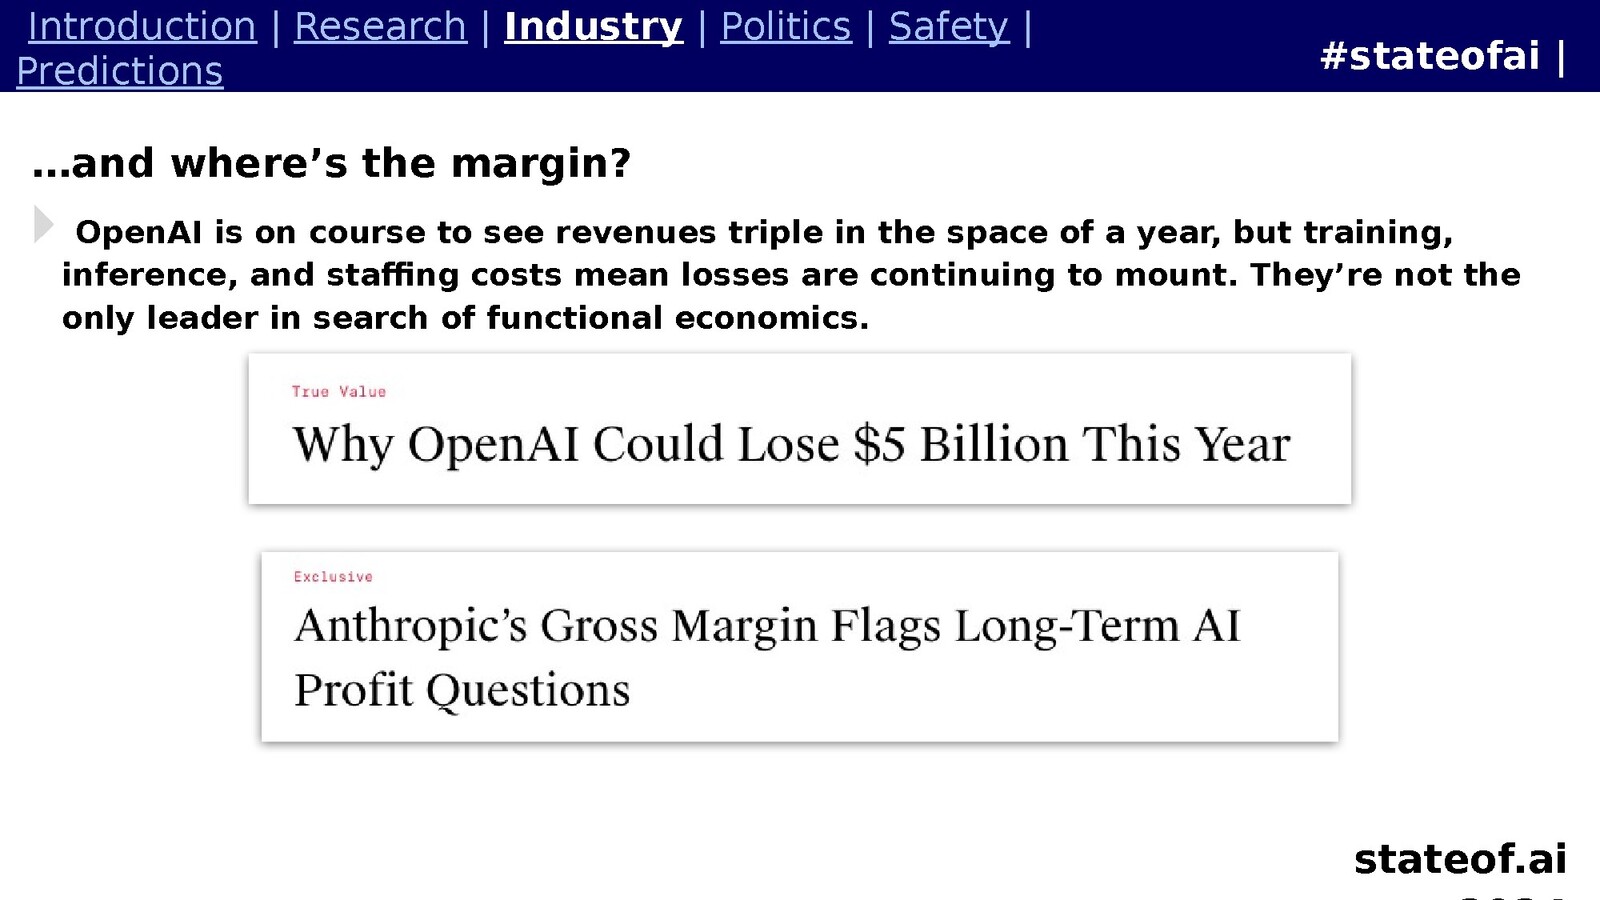 Introduction | Research | Industry | Politics | Safety |
Predictions
#stateofai |
…and where’s the margin?
OpenAI is on course to see revenues triple in the space of a year, but training,
inference, and staffing costs mean losses are continuing to mount. They’re not the
only leader in search of functional economics.
True Value
Why OpenAI Could Lose $5 Billion This Year
Exclusive
Anthropic’s Gross Margin Flags Long-Term AI
Profit Questions
stateof.ai